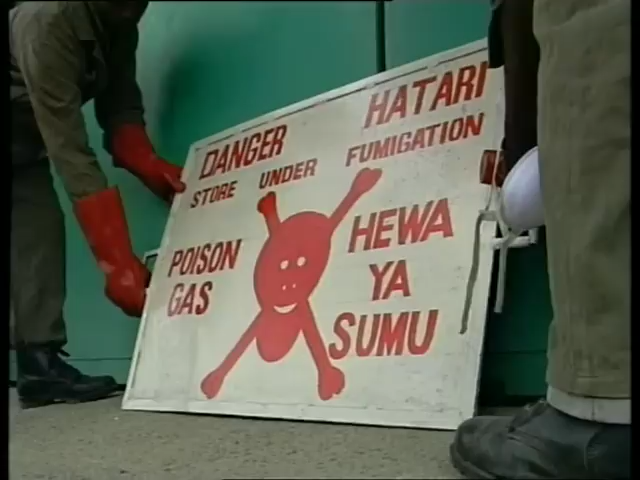 DANGER HATARI
STORE UNDER FUMIGATION
POISON GAS
HEWA YA SUMU